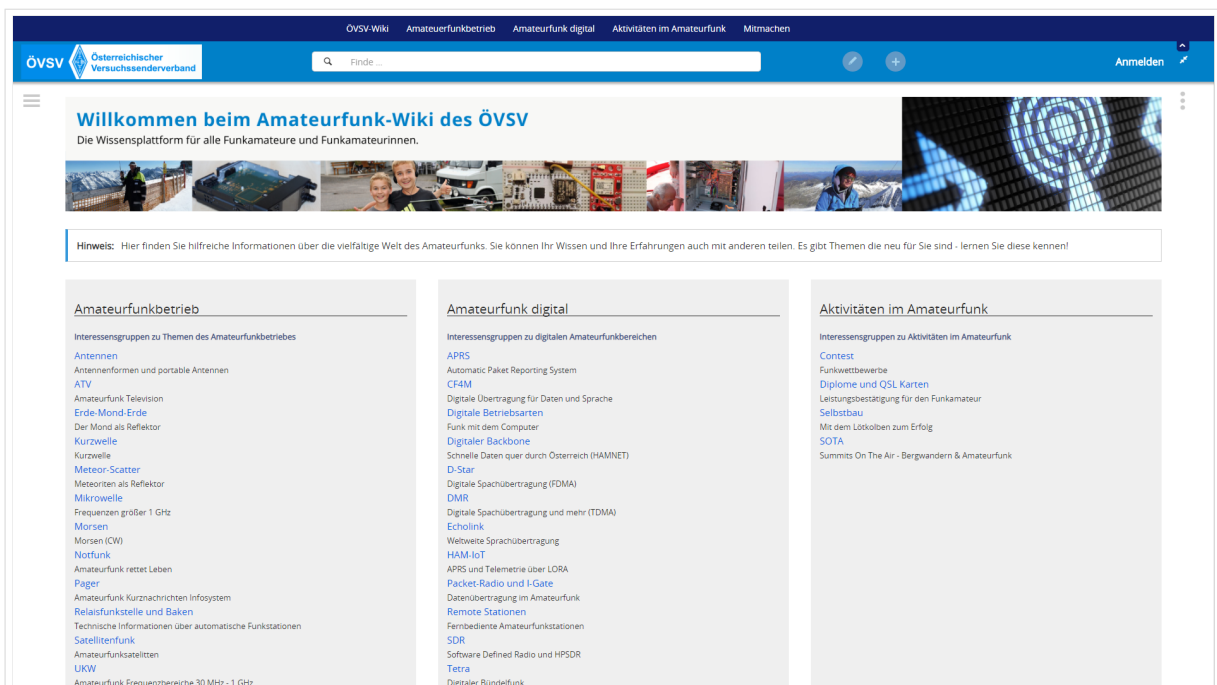 ÖVSV-Wiki Amateuerfunkbetrieb Amateurfunk digital Aktivitäten im Amateurfunk Mitmachen
ÖVSV Österreichischer Versuchssenderverband
Finde ...
Anmelden
Willkommen beim Amateurfunk-Wiki des ÖVSV
Die Wissensplattform für alle Funkamateure und Funkamateurinnen.
Hinweis: Hier finden Sie hilfreiche Informationen über die vielfältige Welt des Amateurfunks. Sie können Ihr Wissen und Ihre Erfahrungen auch mit anderen teilen. Es gibt Themen die neu für Sie sind - lernen Sie diese kennen!
Amateurfunkbetrieb
Interessensgruppen zu Themen des Amateurfunkbetriebes
Antennen
Antennenformen und portable Antennen
ATV
Amateurfunk Television
Erde-Mond-Erde
Der Mond als Reflektor
Kurzwelle
Kurzwelle
Meteor-Scatter
Meteoriten als Reflektor
Mikrowelle
Frequenzen größer 1 GHz
Morsen
Morsen (CW)
Notfunk
Amateurfunk rettet Leben
Pager
Amateurfunk Kurznachrichten Infosystem
Relaisfunkstelle und Baken
Technische Informationen über automatische Funkstationen
Satellitenfunk
Amateurfunksatelitten
UKW
Amateurfunk Frequenzbereiche 30 MHz - 1 GHz
Amateurfunk digital
Interessensgruppen zu digitalen Amateurfunkbereichen
APRS
Automatic Paket Reporting System
CF4M
Digitale Übertragung für Daten und Sprache
Digitale Betriebsarten
Funk mit dem Computer
Digitaler Backbone
Schnelle Daten quer durch Österreich (HAMNET)
D-Star
Digitale Spachübertragung (FDMA)
DMR
Digitale Spachübertragung und mehr (TDMA)
Echolink
Weltweite Sprachübertragung
HAM-IoT
APRS und Telemetrie über LORA
Packet-Radio und I-Gate
Datenübertragung im Amateurfunk
Remote Stationen
Fernbediente Amateurfunkstationen
SDR
Software Defined Radio und HPSDR
Tetra
Digitaler Bündelfunk
Aktivitäten im Amateurfunk
Interessensgruppen zu Aktivitäten im Amateurfunk
Contest
Funkwettbewerbe
Diplome und QSL Karten
Leistungsbestätigung für den Funkamateur
Selbstbau
Mit dem Lötkolben zum Erfolg
SOTA
Summits On The Air - Bergwandern & Amateurfunk